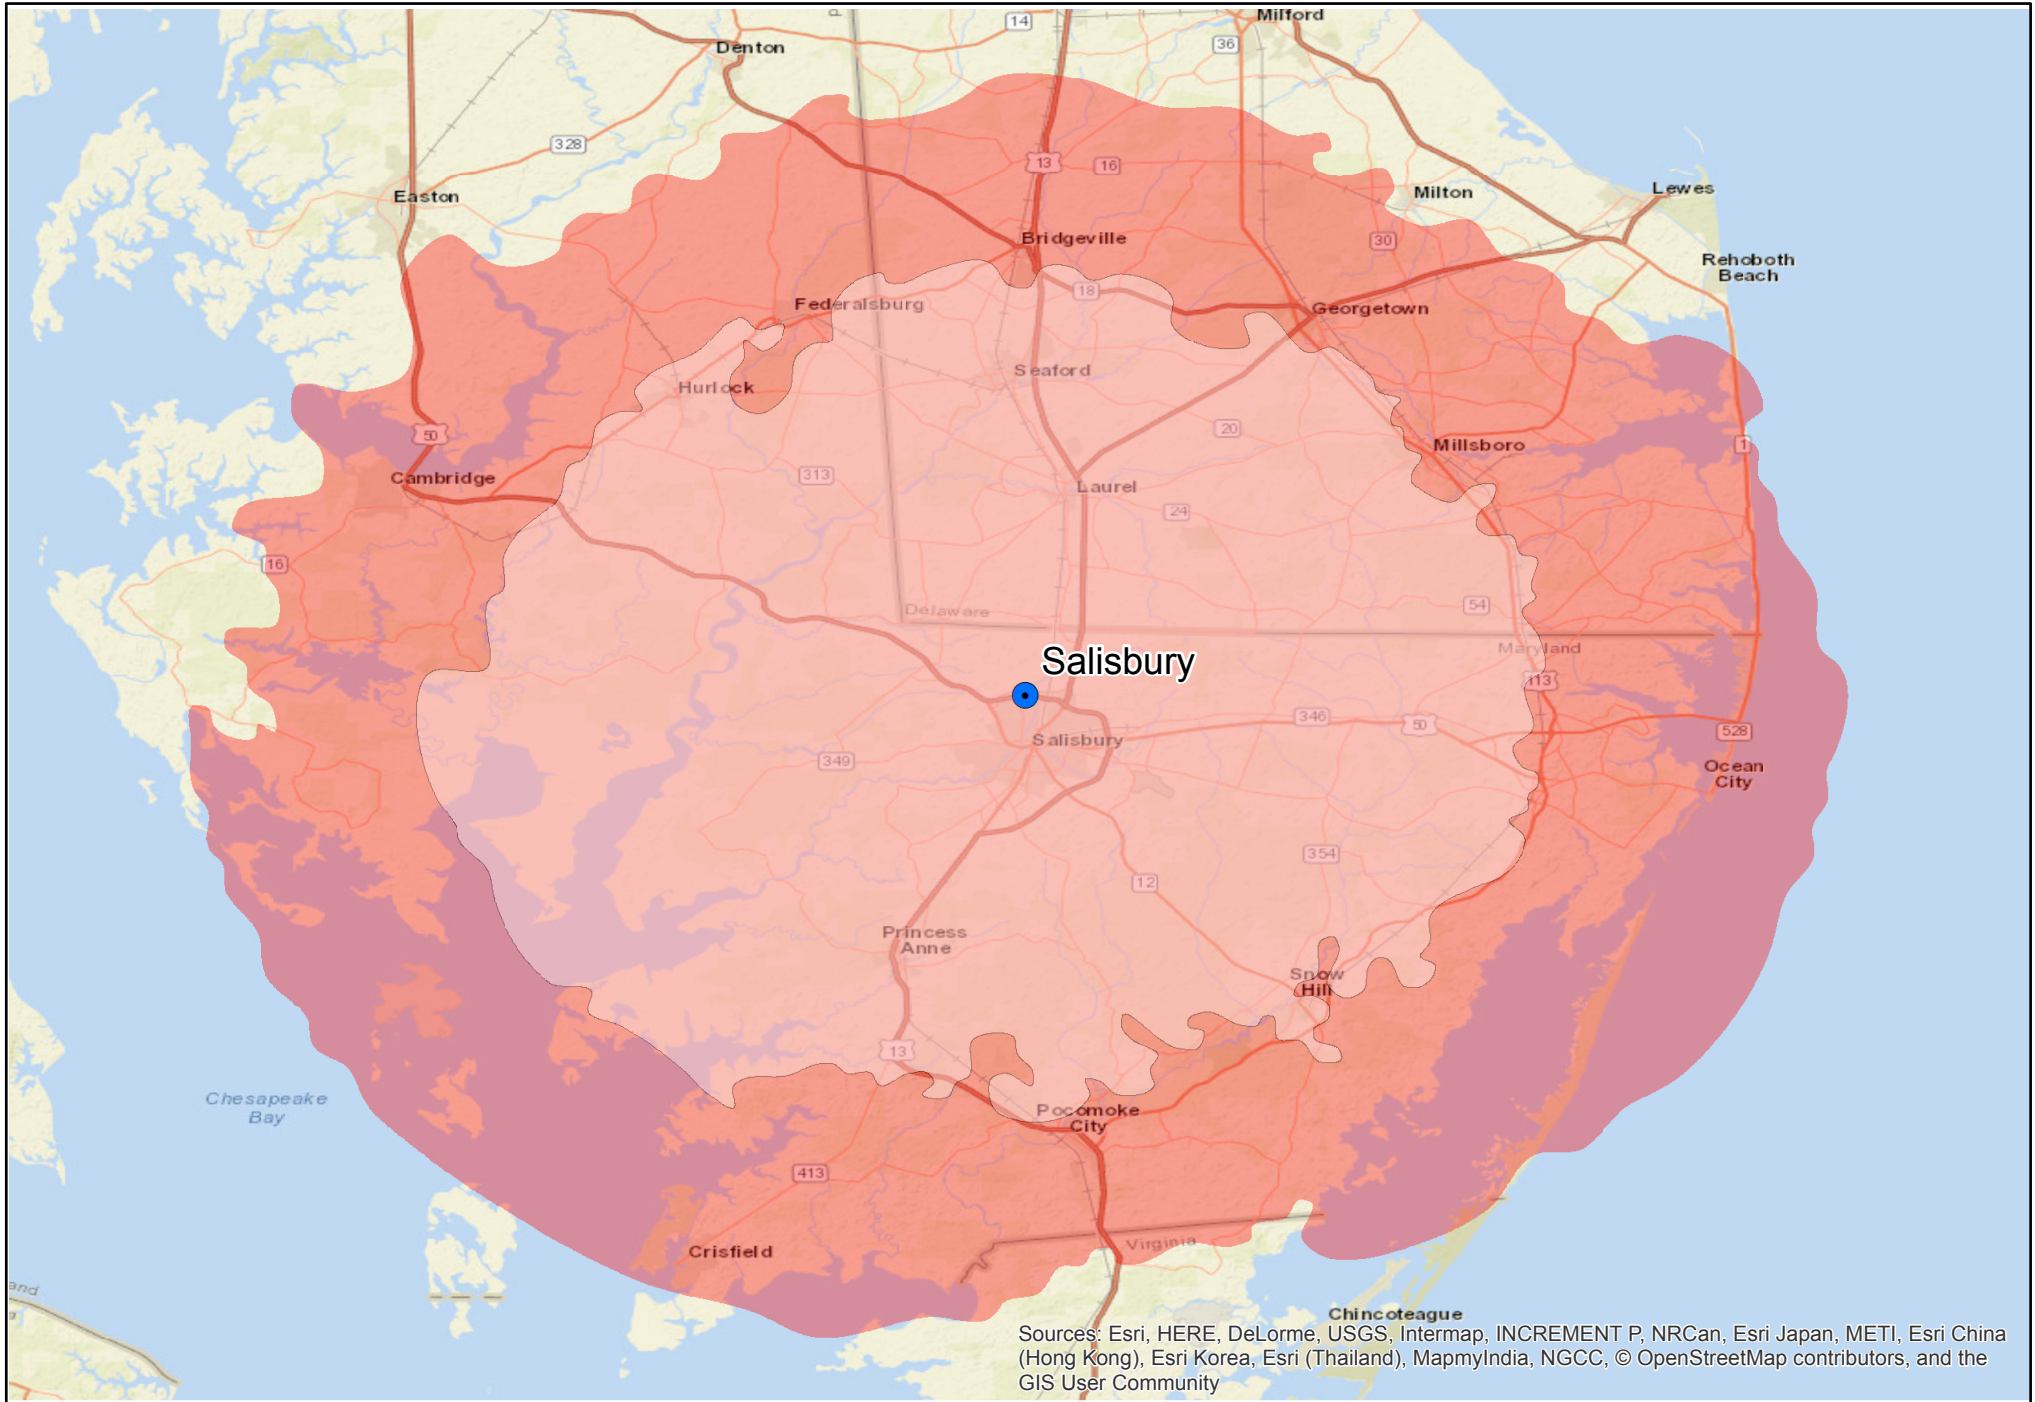 Milford
14
36
Denton
328
13
16
Easton
Milton
Lewes
Bridgeville
30
Rehoboth
Beach
18
Federalsburg
Georgetown
Seaford
Hurlock
20
50
Millsboro
1
Cambridge
313
Laurel
24
16
Delaware
54
Salisbury
Maryland
113
346
50
528
Salisbury
349
Ocean
City
354
12
Princess
Anne
Snow
Hill
13
Chesapeake
Bay
Pocomoke
City
413
Virginia
Crisfield
and
Chincoteague
Sources: Esri, HERE, DeLorme, USGS, Intermap, INCREMENT P, NRCan, Esri Japan, METI, Esri China
(Hong Kong), Esri Korea, Esri (Thailand), MapmyIndia, NGCC, © OpenStreetMap contributors, and the
GIS User Community